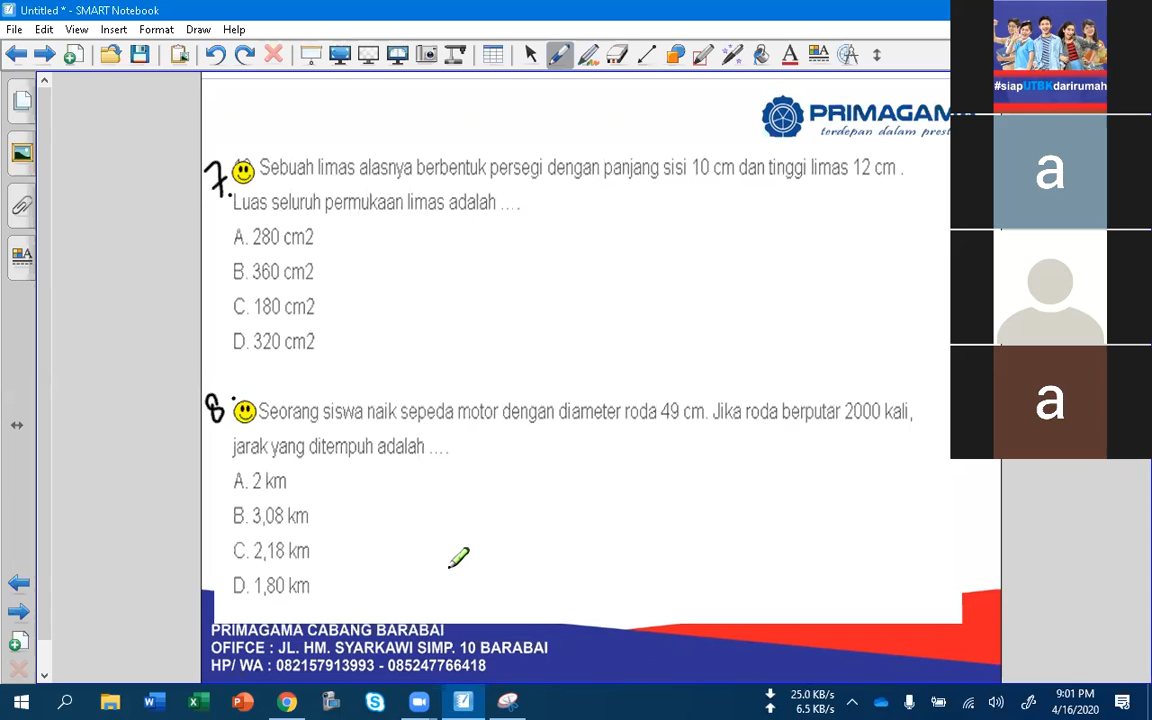 Untitled * - SMART Notebook
File Edit View Insert Format Draw Help
#siapUTBKdarirumah
PRIMAGAM
terdepan dalam prest
a
7. Sebuah limas alasnya berbentuk persegi dengan panjang sisi 10 cm dan tinggi limas 12 cm .
Luas seluruh permukaan limas adalah ....
A. 280 cm2
B. 360 cm2
C. 180 cm2
D. 320 cm2
8. Seorang siswa naik sepeda motor dengan diameter roda 49 cm. Jika roda berputar 2000 kali,
jarak yang ditempuh adalah ....
a
A. 2 km
B. 3,08 km
C. 2,18 km
D. 1,80 km
PRIMAGAMA CABANG BARABAI
OFIFCE : JL. HM. SYARKAWI SIMP. 10 BARABAI
HP/ WA : 082157913993 - 085247766418
25.0 KB/s
6.5 KB/s
9:01 PM
4/16/2020